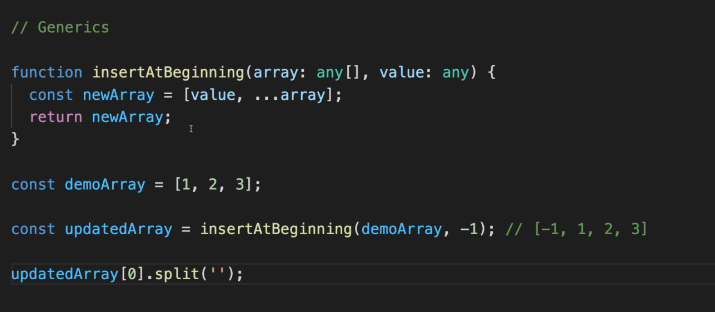 // Generics
function insertAtBeginning(array: any[], value: any) {
const newArray = [value, ...array];
return newArray;
}
const demoArray = [1, 2, 3];
const updatedArray = insertAtBeginning(demoArray, -1); // [-1, 1, 2, 3]
updatedArray[0].split('');